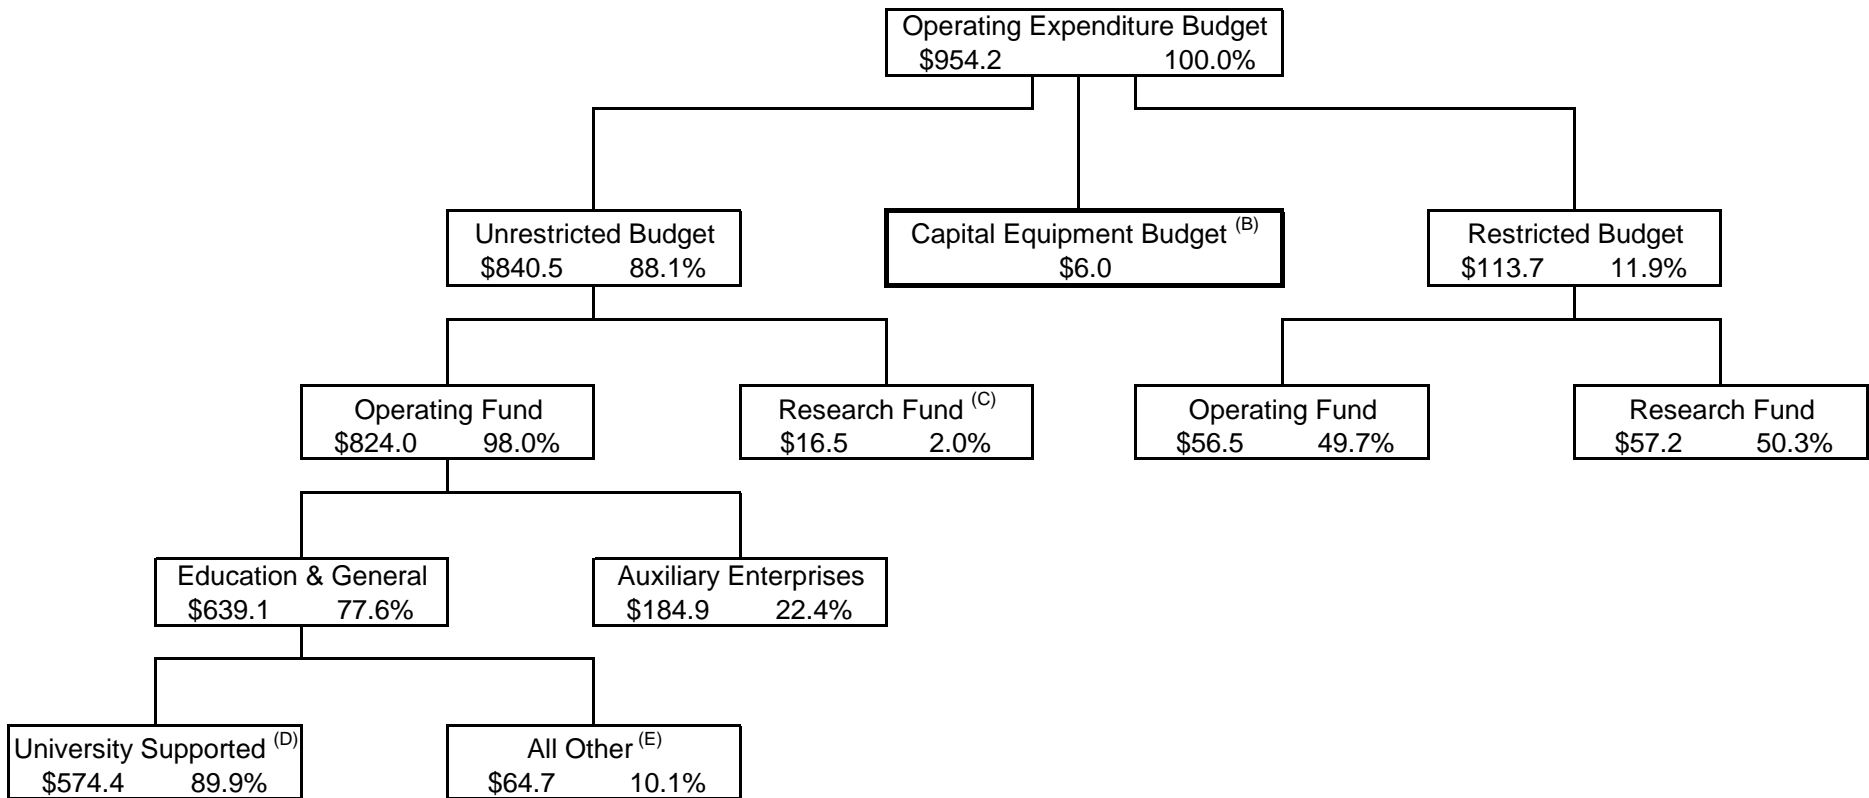 Operating Expenditure Budget
$954.2 100.0%
Unrestricted Budget
$840.5 88.1%
Capital Equipment Budget (B)
$6.0
Restricted Budget
$113.7 11.9%
Operating Fund
$824.0 98.0%
Research Fund (C)
$16.5 2.0%
Operating Fund
$56.5 49.7%
Research Fund
$57.2 50.3%
Education & General
$639.1 77.6%
Auxiliary Enterprises
$184.9 22.4%
University Supported (D)
$574.4 89.9%
All Other (E)
$64.7 10.1%